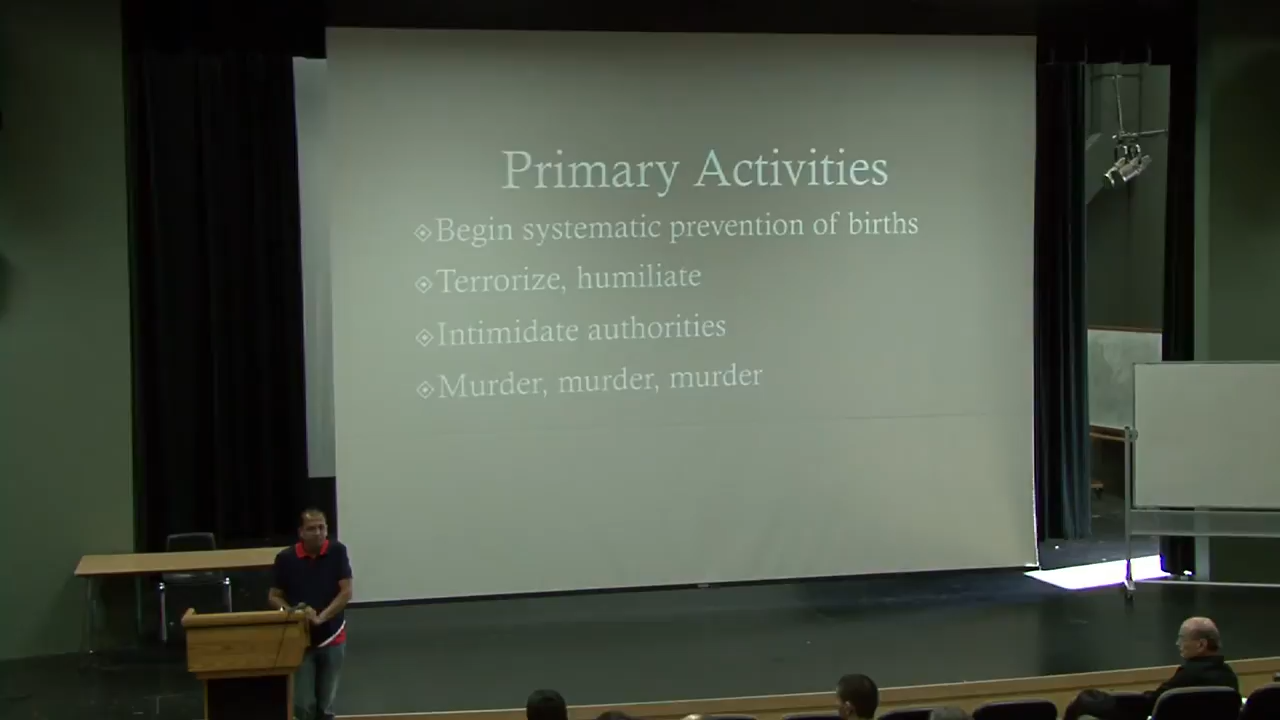 Primary Activities
Begin systematic prevention of births
Terrorize, humiliate
Intimidate authorities
Murder, murder, murder